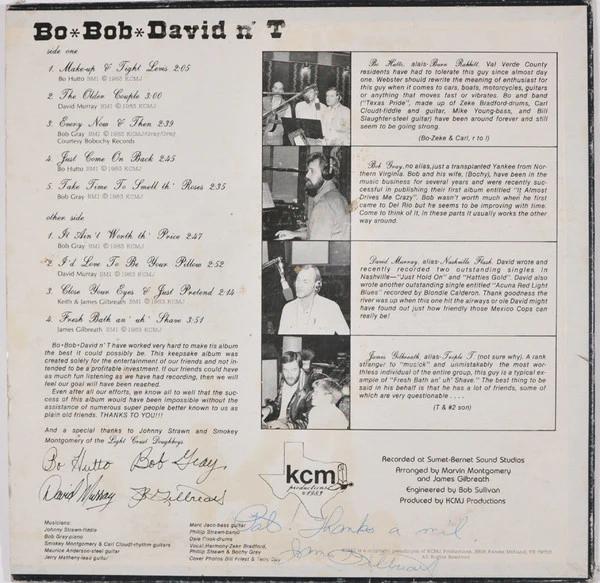 Bo*Bob*David n' T
side one
1. Make-up & Tight Levis 2:05
Bo Hutto BMI © 1983 KCMJ
2. The Older Couple 3:00
David Murray BMI © 1983 KCMJ
3. Every Now & Then 2:39
Bob Gray BMI © 1983 KCMJ
Courtesy Bobochy Records
4. Just Come On Back 2:45
Bo Hutto BMI © 1983 KCMJ
5. Take Time To Smell th' Roses 2:35
Bob Gray BMI © 1983 KCMJ
other side
1. It Ain't Worth th' Price 2:47
Bob Gray BMI © 1983 KCMJ
2. I'd Love To Be Your Pillow 2:52
David Murray BMI © 1983 KCMJ
3. Close Your Eyes & Just Pretend 2:14
Keith & James Gilbreath BMI © 1983 KCMJ
4. Fresh Bath an' uh' Shave 3:51
James Gilbreath BMI © 1983 KCMJ
Bo•Bob•David n' T have worked very hard to make tis album
the best it could possibly be. This keepsake album was
created solely for the entertainment of our friends and not in-
tended to be a profitable investment. If our friends could have
as much fun listening as we have had recording, then we will
feel our goal will have been reached.
Even after all our efforts, we know all to well that the suc-
cess of this album would have been impossible without the
assistance of numerous super people better known to us as
plain old friends. THANKS TO YOU!!!
And a special thanks to Johnny Strawn and Smokey
Montgomery of the Light Crust Doughboys.
Bo Hutto Bob Gray
David Murray J B Gilbreath
Musicians:
Johnny Strawn-fiddle
Bob Gray-piano
Smokey Montgomery & Carl Cloudt-rhythm guitars
Maurice Anderson-steel guitar
Jerry Matheny-lead guitar
Marc Jaco-bass guitar
Phillip Strawn-banjo
Dale Cook-drums
Vocal Harmony-Zeke Bradford,
Phillip Strawn & Bochy Gray
Cover Photos Bill Priest & Terry Day
Bo Hutto, alais-Burn Rabbitt. Val Verde County
residents have had to tolerate this guy since almost day
one. Webster should rewrite the meaning of enthusiast for
this guy when it comes to cars, boats, motorcycles, guitars
or anything that moves fast or vibrates. Bo and band
("Texas Pride", made up of Zeke Bradford-drums, Carl
Cloudt-fiddle and guitar, Mike Young-bass, and Bill
Slaughter-steel guitar) have been around forever and still
seem to be going strong.
(Bo-Zeke & Carl, r to l)
Bob Gray, no alias, just a transplanted Yankee from Nor-
thern Virginia. Bob and his wife, (Bochy), have been in the
music business for several years and were recently suc-
cessful in publishing their first album entitled "It Almost
Drives Me Crazy". Bob wasn't worth much when he first
came to Del Rio but he seems to be improving with time.
Come to think of it, in these parts it usually works the other
way around.
David Murray, alias-Nashville Flash. David wrote and
recently recorded two outstanding singles in
Nashville—"Just Hold On" and "Hatties Gold". David also
wrote another outstanding single entitled "Acuna Red Light
Blues" recorded by Blondie Calderon. Thank goodness the
river was up when this one hit the airways or ole David might
have found out just how friendly those Mexico Cops can
really be!
James Gilbreath, alias-Triple T. (not sure why). A rank
stranger to "musick" and unmistakably the most wor-
thless individual of the entire group, this guy is a typical ex-
ample of "Fresh Bath an' uh' Shave." The best thing to be
said in his behalf is that he has a lot of friends, some of
which are very questionable ....
(T & #2 son)
kcmj
productions
©1983
Recorded at Sumet-Bernet Sound Studios
Arranged by Marvin Montgomery
and James Gilbreath
Engineered by Bob Sullivan
Produced by KCMJ Productions
Thanks a mil
Gilbreath